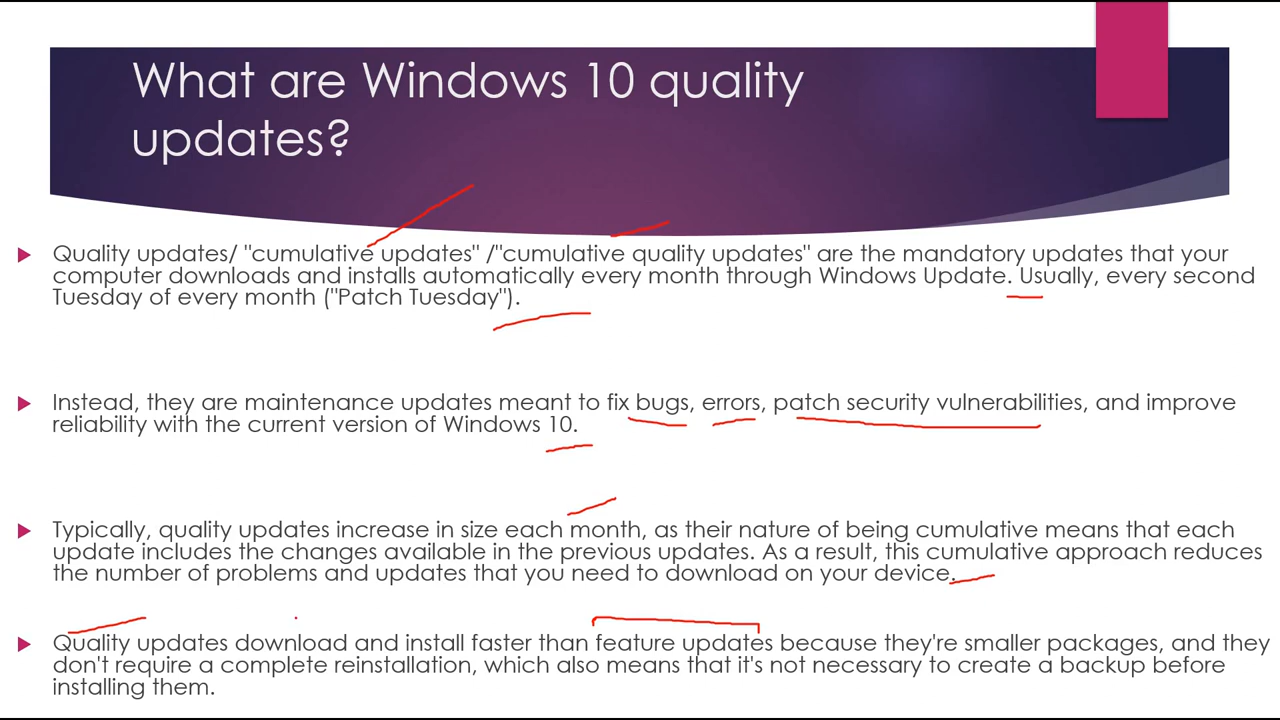 What are Windows 10 quality
updates?
Quality updates/ "cumulative updates" /"cumulative quality updates" are the mandatory updates that your
computer downloads and installs automatically every month through Windows Update. Usually, every second
Tuesday of every month ("Patch Tuesday").
Instead, they are maintenance updates meant to fix bugs, errors, patch security vulnerabilities, and improve
reliability with the current version of Windows 10.
Typically, quality updates increase in size each month, as their nature of being cumulative means that each
update includes the changes available in the previous updates. As a result, this cumulative approach reduces
the number of problems and updates that you need to download on your device.
Quality updates download and install faster than feature updates because they're smaller packages, and they
don't require a complete reinstallation, which also means that it's not necessary to create a backup before
installing them.